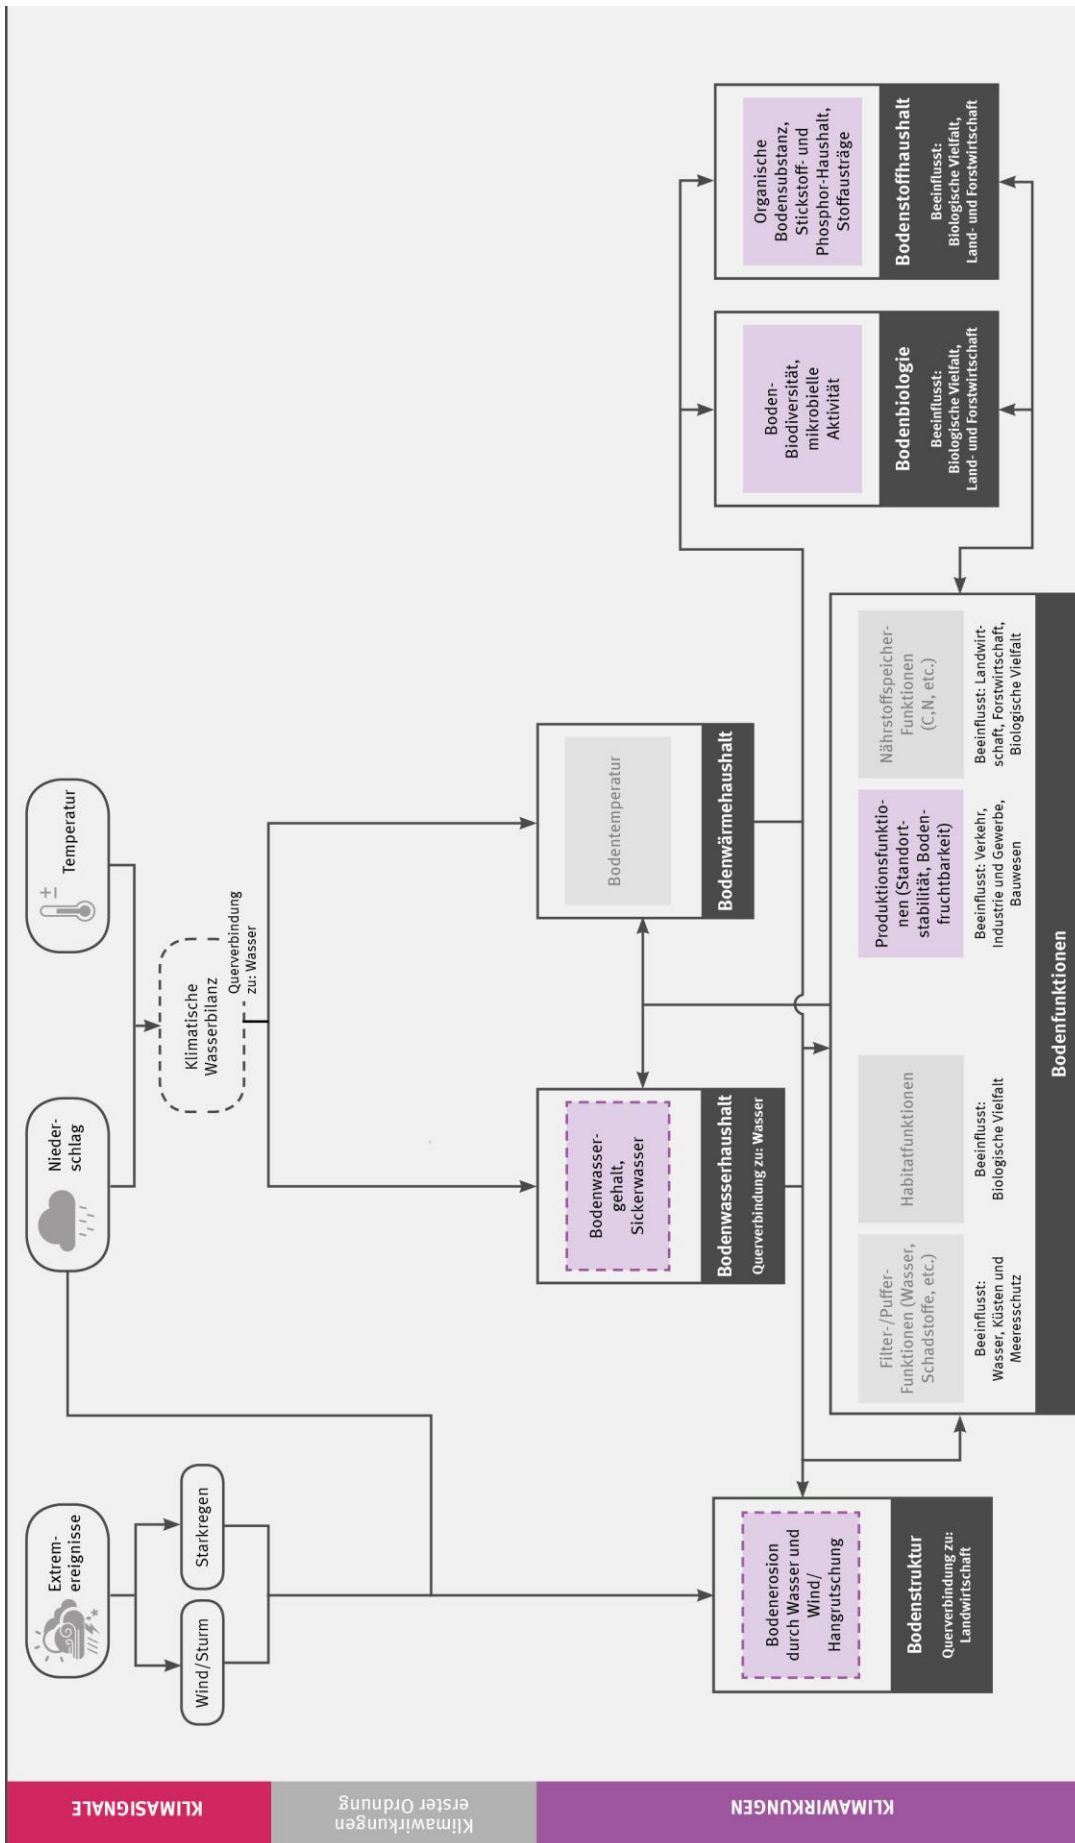 KLIMASIGNALE
Klimawirkungen
erster Ordnung
KLIMAWIRKUNGEN
Extrem-
ereignisse
Wind/Sturm
Starkregen
Nieder-
schlag
Temperatur
Klimatische
Wasserbilanz
Querverbindung
zu: Wasser
Bodenwasser-
gehalt,
Sickerwasser
Bodenwasserhaushalt
Querverbindung zu: Wasser
Bodentemperatur
Bodenwärmehaushalt
Bodenerosion
durch Wasser und
Wind/
Hangrutschung
Bodenstruktur
Querverbindung zu:
Landwirtschaft
Boden-
Biodiversität,
mikrobielle
Aktivität
Bodenbiologie
Beeinflusst:
Biologische Vielfalt,
Land- und Forstwirtschaft
Organische
Bodensubstanz,
Stickstoff- und
Phosphor-Haushalt,
Stoffausträge
Bodenstoffhaushalt
Beeinflusst:
Biologische Vielfalt,
Land- und Forstwirtschaft
Filter-/Puffer-
Funktionen (Wasser,
Schadstoffe, etc.)
Beeinflusst:
Wasser, Küsten und
Meeresschutz
Habitatfunktionen
Beeinflusst:
Biologische Vielfalt
Produktionsfunktio-
nen (Standort-
stabilität, Boden-
fruchtbarkeit)
Beeinflusst: Verkehr,
Industrie und Gewerbe,
Bauwesen
Nährstoffspeicher-
Funktionen
(C,N, etc.)
Beeinflusst: Landwirt-
schaft, Forstwirtschaft,
Biologische Vielfalt
Bodenfunktionen